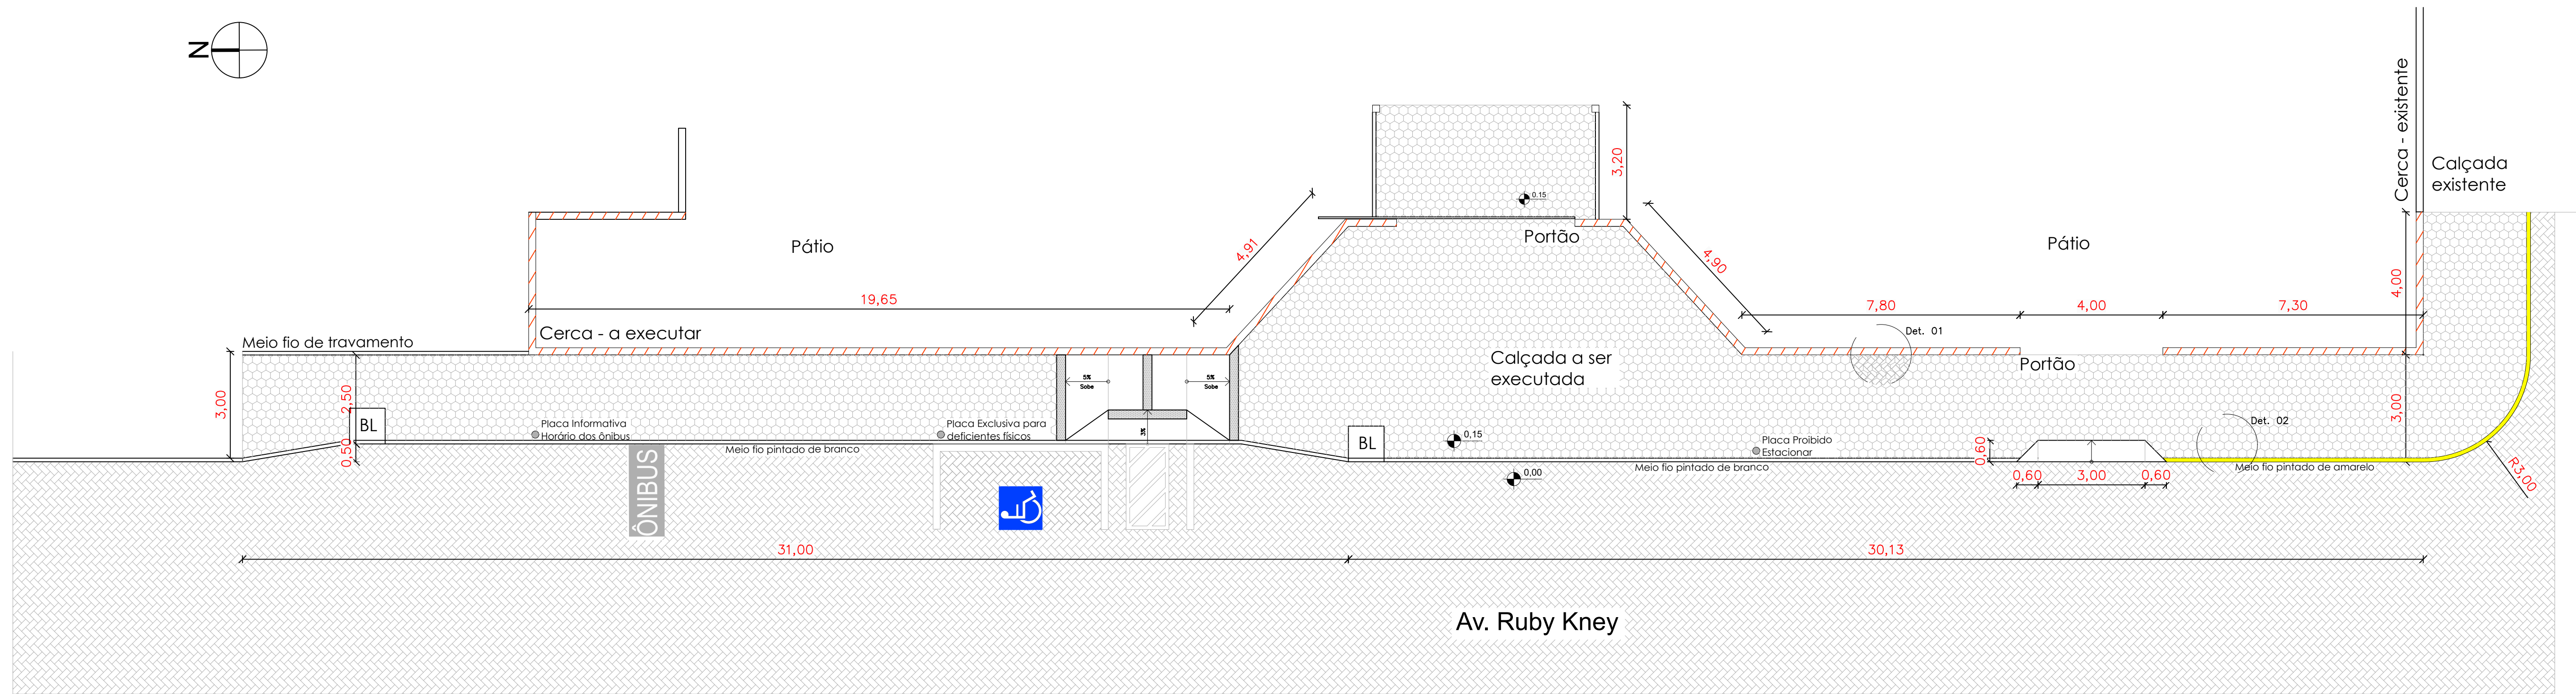 N
Cerca - existente
Calçada
existente
3,20
0.15
4,91
Portão
4,90
Pátio
Pátio
4,00
19,65
7,80
4,00
7,30
Cerca - a executar
Det. 01
Meio fio de travamento
Calçada a ser
executada
Portão
5%
Sobe
5%
Sobe
3,00
2,50
3,00
BL
Placa Informativa
Horário dos ônibus
Placa Exclusiva para
deficientes físicos
3%
Det. 02
BL
0,15
Placa Proibido
Estacionar
0,50
Meio fio pintado de branco
0,60
Meio fio pintado de branco
Meio fio pintado de amarelo
0,00
0,60
3,00
0,60
R3,00
ÔNIBUS
31,00
30,13
Av. Ruby Kney